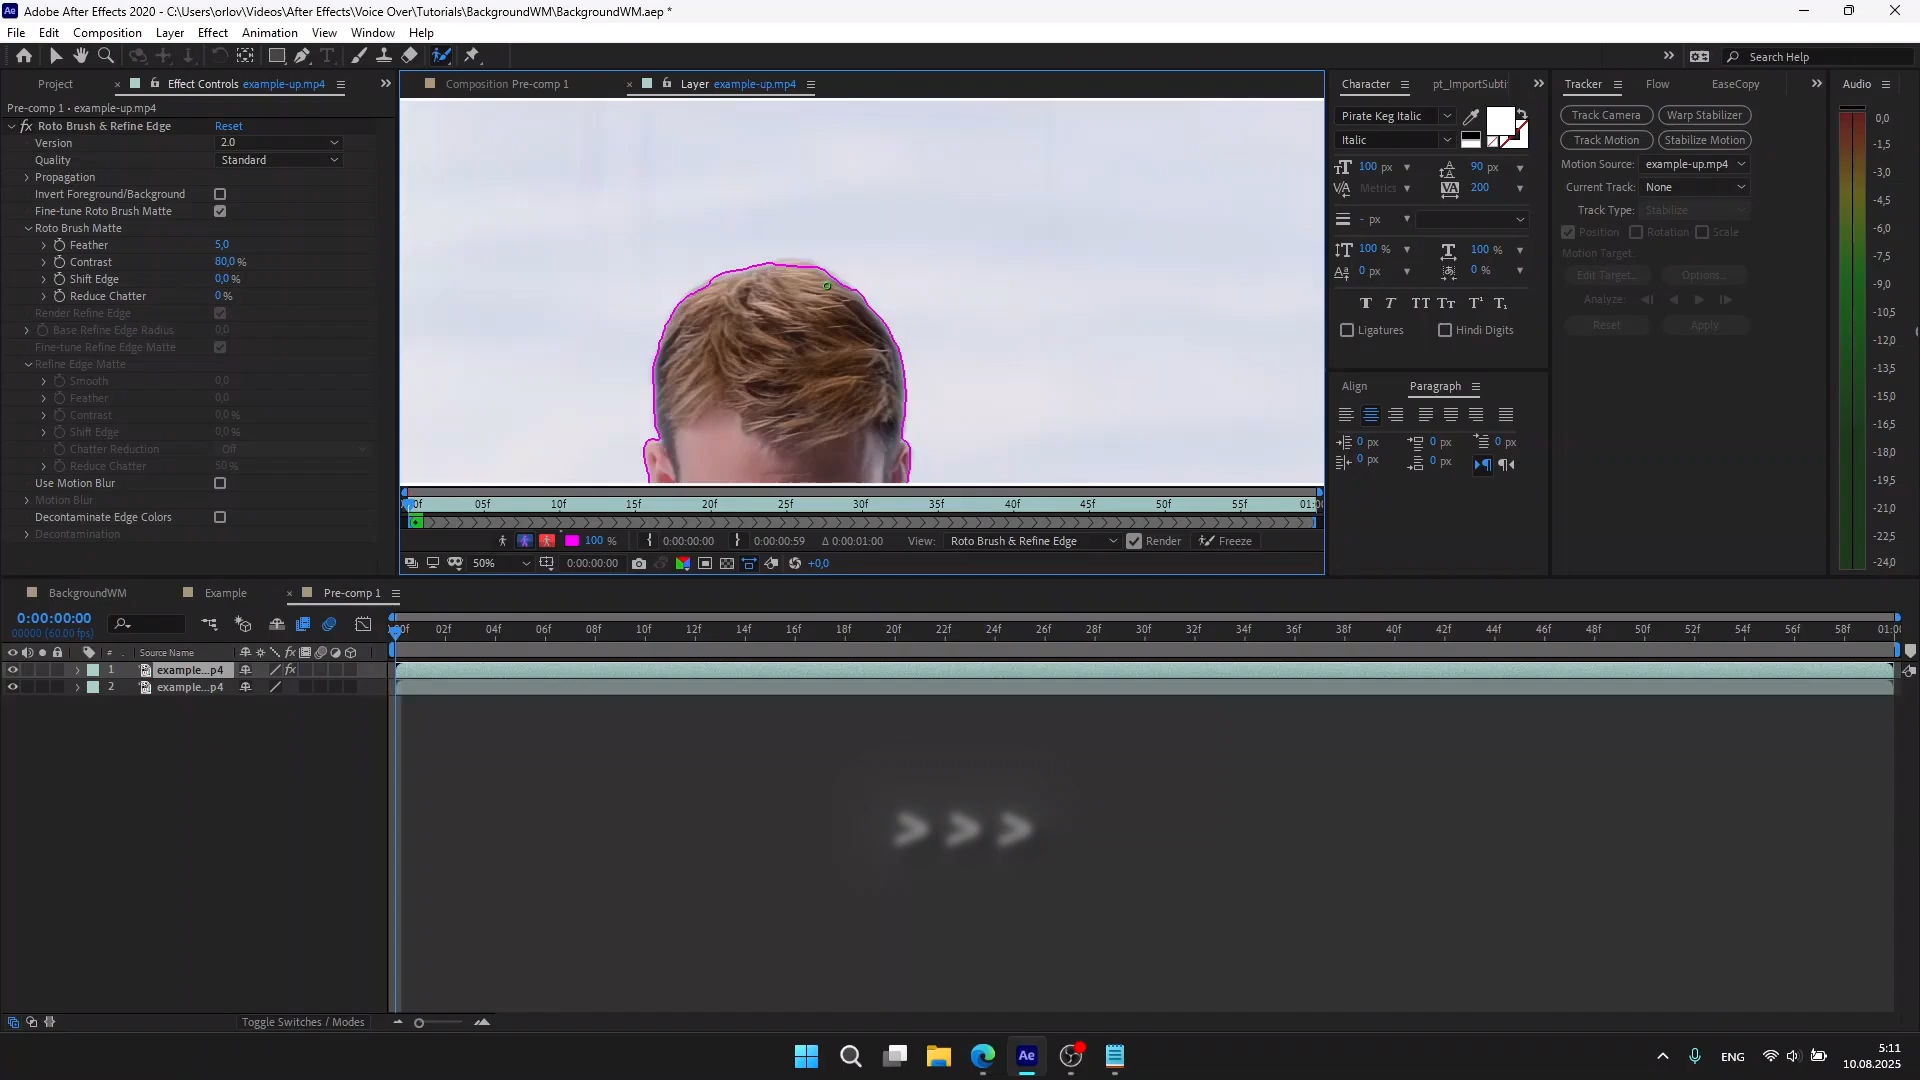 Adobe After Effects 2020 - C:\Users\orlov\Videos\After Effects\Voice Over\Tutorials\BackgroundWM\BackgroundWM.aep *
File Edit Composition Layer Effect Animation View Window Help
Search Help
Project
Effect Controls example-up.mp4
Composition Pre-comp 1
Layer example-up.mp4
Character
pt_ImportSubti
Tracker
Flow
EaseCopy
Audio
Pre-comp 1 • example-up.mp4
Roto Brush & Refine Edge Reset
Version 2.0
Quality Standard
Propagation
Invert Foreground/Background
Fine-tune Roto Brush Matte
Roto Brush Matte
Feather 5,0
Contrast 80,0 %
Shift Edge 0,0 %
Reduce Chatter 0 %
Render Refine Edge
Base Refine Edge Radius 0,0
Fine-tune Refine Edge Matte
Refine Edge Matte
Smooth 0,0
Feather 0,0
Contrast 0,0 %
Shift Edge 0,0 %
Chatter Reduction Off
Reduce Chatter 50 %
Use Motion Blur
Motion Blur
Decontaminate Edge Colors
Decontamination
05f 10f 15f 20f 25f 30f 35f 40f 45f 50f 55f
100 % 0:00:00:00 0:00:00:59 Δ 0:00:01:00 View: Roto Brush & Refine Edge Render Freeze
50% 0:00:00:00 +0,0
Pirate Keg Italic
Italic
100 px 90 px
Metrics 200
- px
100 % 100 %
0 px 0 %
Ligatures Hindi Digits
Align Paragraph
0 px 0 px 0 px
0 px 0 px
Track Camera Warp Stabilizer
Track Motion Stabilize Motion
Motion Source: example-up.mp4
Current Track: None
Track Type: Stabilize
Position Rotation Scale
Motion Target:
Edit Target... Options...
Analyze:
Reset Apply
0,0
-1,5
-3,0
-4,5
-6,0
-7,5
-9,0
-10,5
-12,0
-13,5
-15,0
-16,5
-18,0
-19,5
-21,0
-22,5
-24,0
BackgroundWM Example Pre-comp 1
0:00:00:00
00000 (60.00 fps)
02f 04f 06f 08f 10f 12f 14f 16f 18f 20f 22f 24f 26f 28f 30f 32f 34f 36f 38f 40f 42f 44f 46f 48f 50f 52f 54f 56f 58f
# Source Name
1 example...p4
2 example...p4
> > >
Toggle Switches / Modes
ENG
5:11
10.08.2025